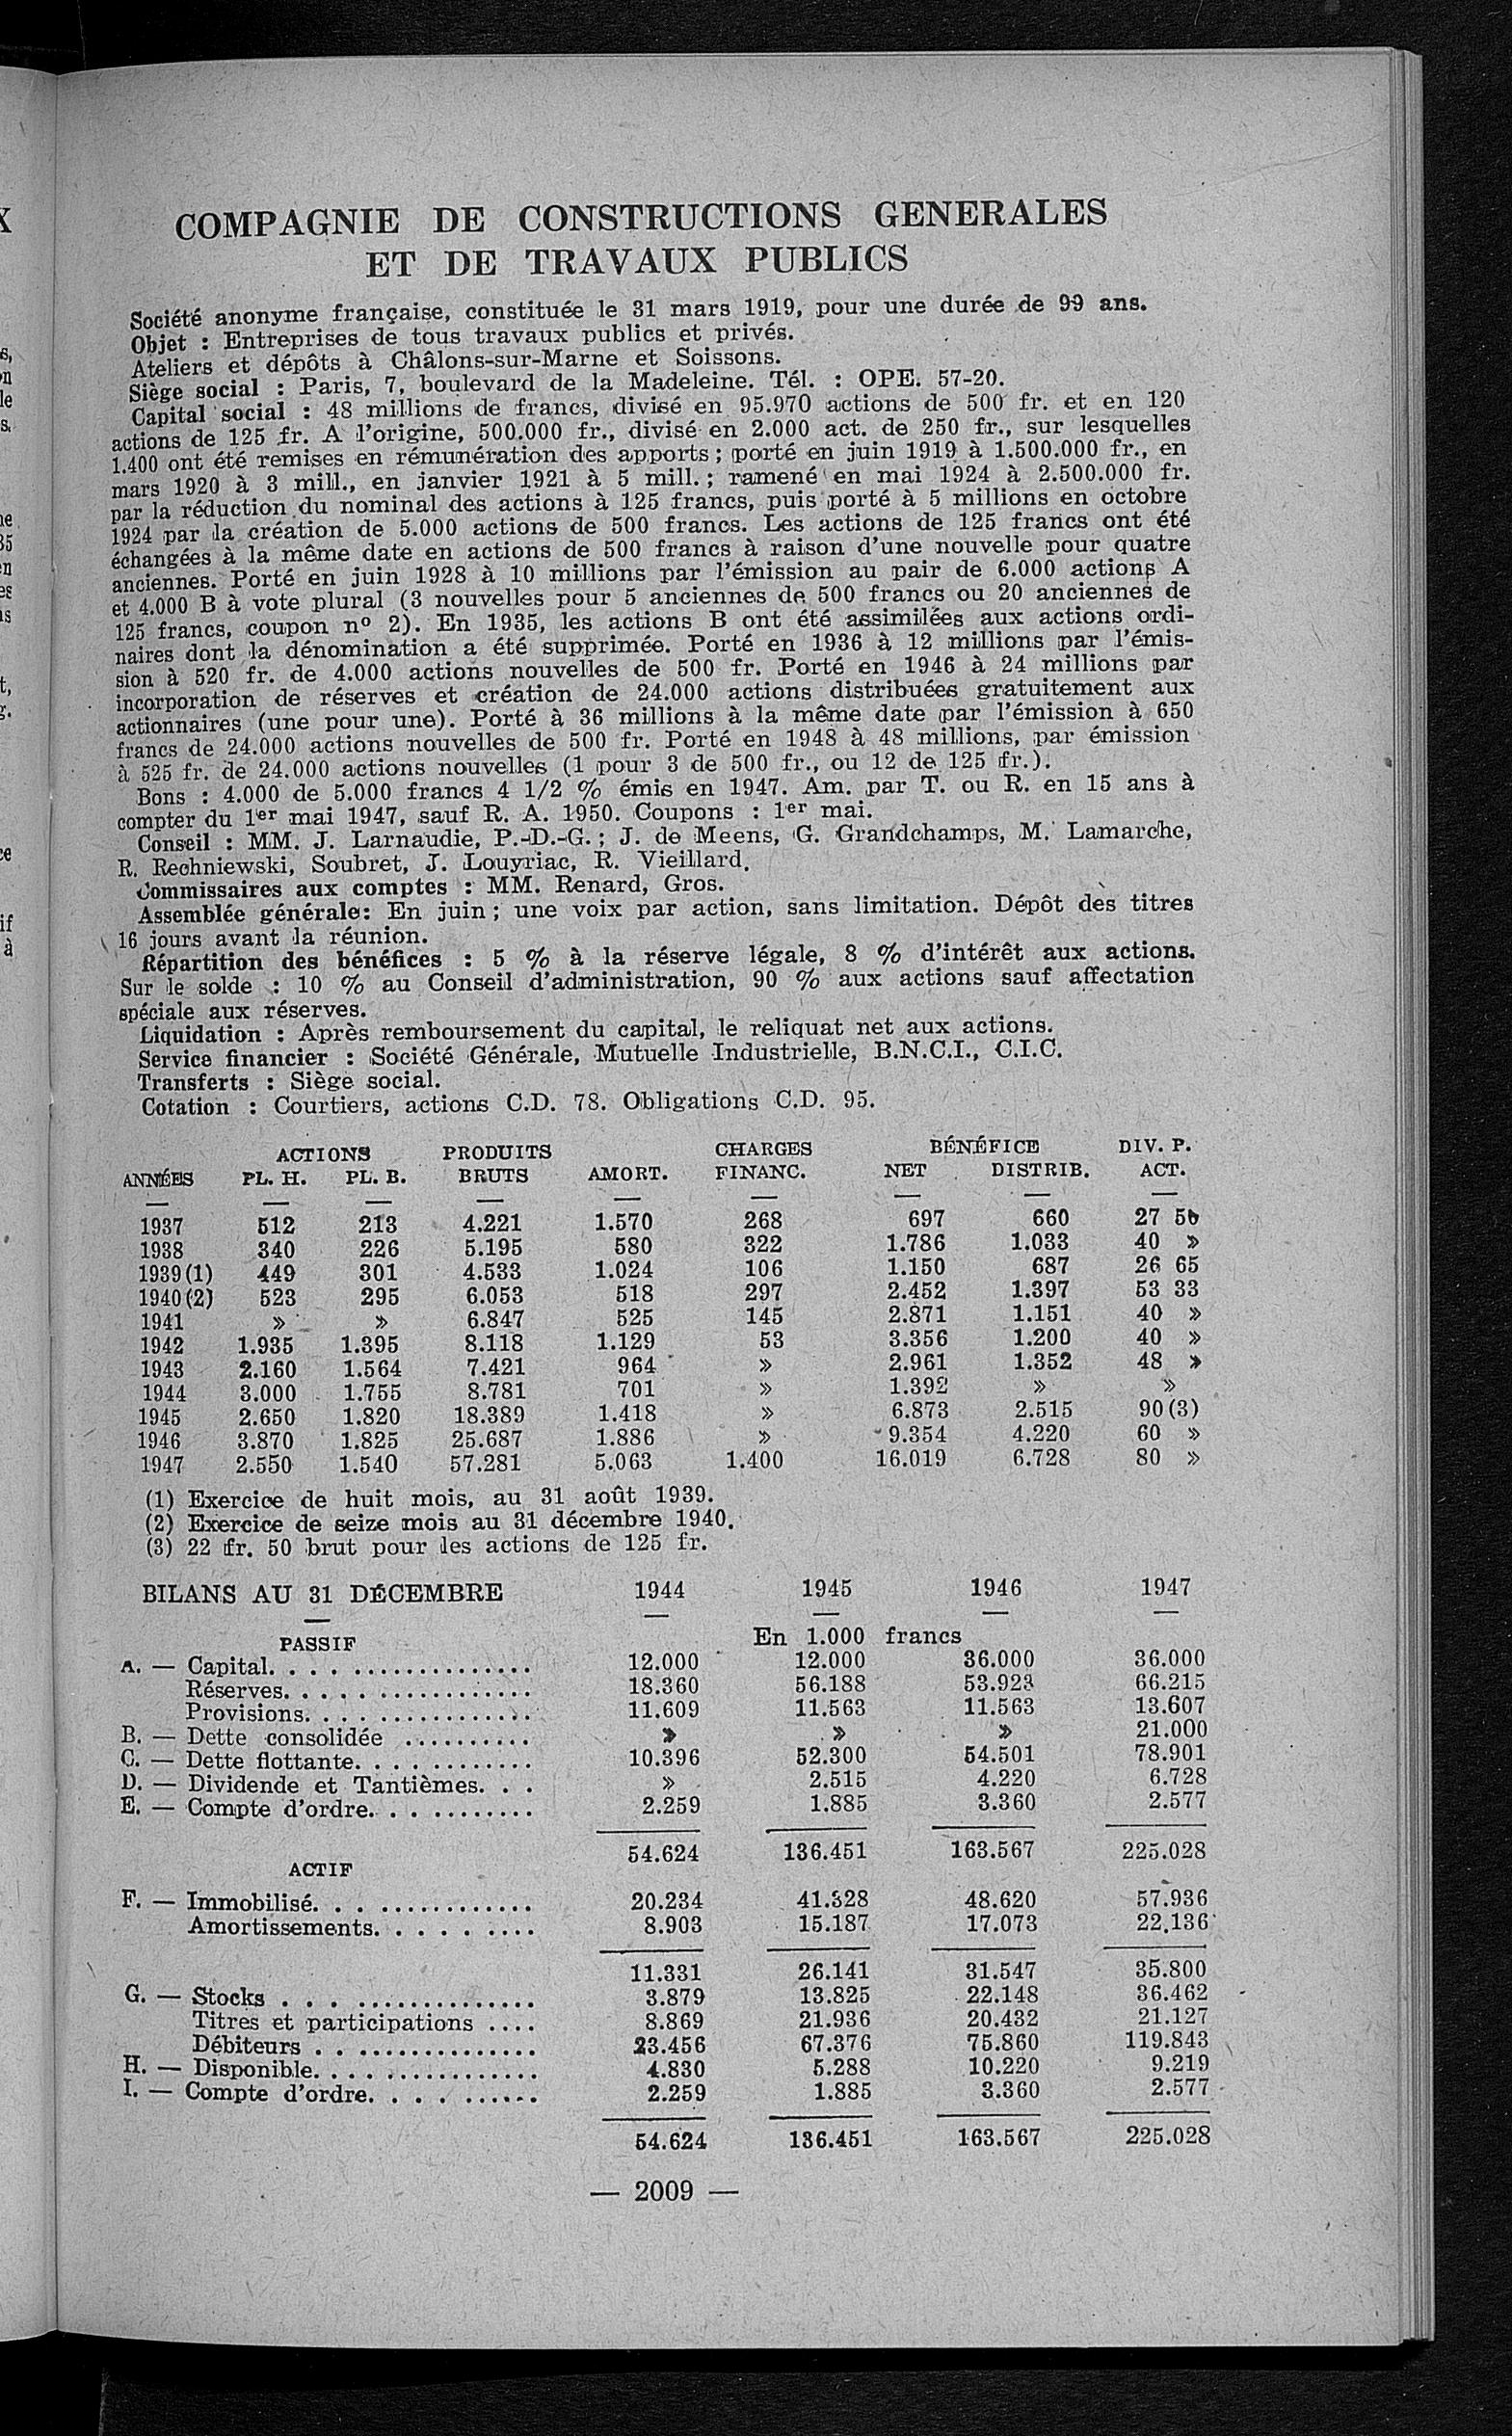 COMPAGNIE DE CONSTRUCTIONS GENERALES
ET DE TRAVAUX PUBLICS
Société anonyme française, constituée le 31 mars 1919, pour une durée de 99 ans.
Objet : Entreprises de tous travaux publics et privés.
Ateliers et dépôts à Châlons-sur-Marne et Soissons.
Siège social : Paris, 7, boulevard de la Madeleine. Tél. : OPE. 57-20.
Capital social : 48 millions de francs, divisé en 95.970 actions de 500 fr. et en 120
actions de 125 fr. A l'origine, 500.000 fr., divisé en 2.000 act. de 250 fr., sur lesquelles
1.400 ont été remises en rémunération des apports ; porté en juin 1919 à 1.500.000 fr., en
mars 1920 à 3 mill., en janvier 1921 à 5 mill. ; ramené en mai 1924 à 2.500.000 fr.
par la réduction du nominal des actions à 125 francs, puis porté à 5 millions en octobre
1924 par la création de 5.000 actions de 500 francs. Les actions de 125 francs ont été
échangées à la même date en actions de 500 francs à raison d'une nouvelle pour quatre
anciennes. Porté en juin 1928 à 10 millions par l'émission au pair de 6.000 actions A
et 4.000 B à vote plural (3 nouvelles pour 5 anciennes de 500 francs ou 20 anciennes de
125 francs, coupon nº 2). En 1935, les actions B ont été assimilées aux actions ordi-
naires dont la dénomination a été supprimée. Porté en 1936 à 12 millions par l'émis-
sion à 520 fr. de 4.000 actions nouvelles de 500 fr. Porté en 1946 à 24 millions par
incorporation de réserves et création de 24.000 actions distribuées gratuitement aux
actionnaires (une pour une). Porté à 36 millions à la même date par l'émission à 650
francs de 24.000 actions nouvelles de 500 fr. Porté en 1948 à 48 millions, par émission
à 525 fr. de 24.000 actions nouvelles (1 pour 3 de 500 fr., ou 12 de 125 fr.).
Bons : 4.000 de 5.000 francs 4 1/2 % émis en 1947. Am. par T. ou R. en 15 ans à
compter du 1er mai 1947, sauf R. A. 1950. Coupons : 1er mai.
Conseil : MM. J. Larnaudie, P.-D.-G. ; J. de Meens, G. Grandchamps, M. Lamarche,
R. Rechniewski, Soubret, J. Louyriac, R. Vieillard.
Commissaires aux comptes : MM. Renard, Gros.
Assemblée générale: En juin ; une voix par action, sans limitation. Dépôt des titres
16 jours avant la réunion.
Répartition des bénéfices : 5 % à la réserve légale, 8 % d'intérêt aux actions.
Sur le solde : 10 % au Conseil d'administration, 90 % aux actions sauf affectation
spéciale aux réserves.
Liquidation : Après remboursement du capital, le reliquat net aux actions.
Service financier : Société Générale, Mutuelle Industrielle, B.N.C.I., C.I.C.
Transferts : Siège social.
Cotation : Courtiers, actions C.D. 78. Obligations C.D. 95.
ACTIONS PRODUITS CHARGES BÉNÉFICE DIV. P.
ANNÉES PL. H. PL. B. BRUTS AMORT. FINANC. NET DISTRIB. ACT.
1937 512 213 4.221 1.570 268 697 660 27 50
1938 340 226 5.195 580 322 1.786 1.033 40 »
1939 (1) 449 301 4.533 1.024 106 1.150 687 26 65
1940 (2) 523 295 6.053 518 297 2.452 1.397 53 33
1941 » » 6.847 525 145 2.871 1.151 40 »
1942 1.935 1.395 8.118 1.129 53 3.356 1.200 40 »
1943 2.160 1.564 7.421 964 » 2.961 1.352 48 »
1944 3.000 1.755 8.781 701 » 1.392 » »
1945 2.650 1.820 18.389 1.418 » 6.873 2.515 90 (3)
1946 3.870 1.825 25.687 1.886 » 9.354 4.220 60 »
1947 2.550 1.540 57.281 5.063 1.400 16.019 6.728 80 »
(1) Exercice de huit mois, au 31 août 1939.
(2) Exercice de seize mois au 31 décembre 1940.
(3) 22 fr. 50 brut pour les actions de 125 fr.
BILANS AU 31 DÉCEMBRE 1944 1945 1946 1947
PASSIF En 1.000 francs
A. — Capital. . . . . . . . . . . . . . . . . . 12.000 12.000 36.000 36.000
Réserves. . . . . . . . . . . . . . . . . . 18.360 56.188 53.923 66.215
Provisions. . . . . . . . . . . . . . . . 11.609 11.563 11.563 13.607
B. — Dette consolidée . . . . . . . . . . » » » 21.000
C. — Dette flottante. . . . . . . . . . . . 10.396 52.300 54.501 78.901
D. — Dividende et Tantièmes. . . » 2.515 4.220 6.728
E. — Compte d'ordre. . . . . . . . . . . 2.259 1.885 3.360 2.577
54.624 136.451 163.567 225.028
ACTIF
F. — Immobilisé. . . . . . . . . . . . . . 20.234 41.328 48.620 57.936
Amortissements. . . . . . . . . 8.903 15.187 17.073 22.136
11.331 26.141 31.547 35.800
G. — Stocks . . . . . . . . . . . . . . . . . . 3.879 13.825 22.148 36.462
Titres et participations . . . . 8.869 21.936 20.432 21.127
Débiteurs . . . . . . . . . . . . . . . . 23.456 67.376 75.860 119.843
H. — Disponible. . . . . . . . . . . . . . . 4.830 5.288 10.220 9.219
I. — Compte d'ordre. . . . . . . . . . . 2.259 1.885 3.360 2.577
54.624 136.451 163.567 225.028
— 2009 —